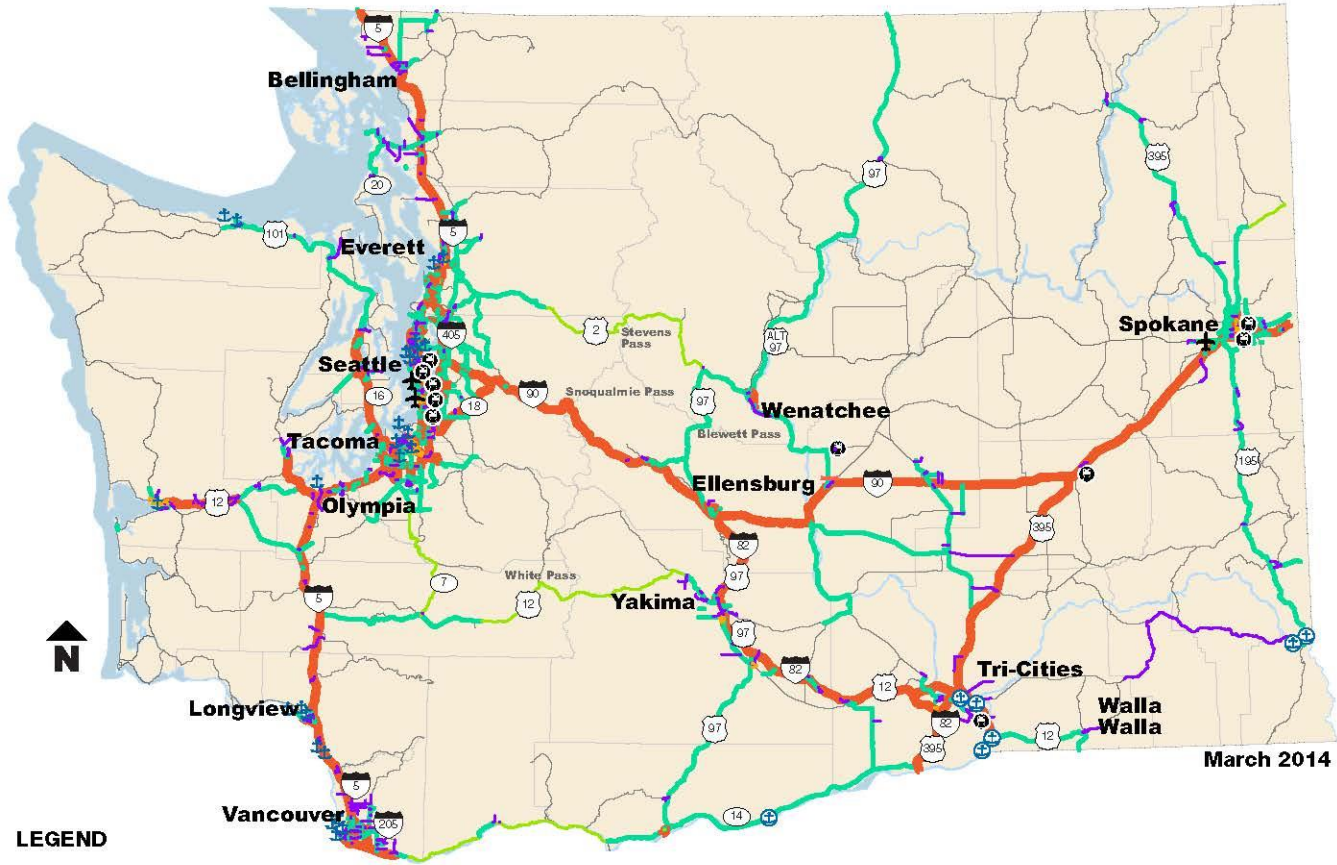 5
Bellingham
395
97
20
101
5
Everett
2
Stevens
Pass
ALT
97
405
Spokane
Seattle
16
18
90
Snoqualmie Pass
97
Wenatchee
Blewett Pass
Tacoma
195
Ellensburg
90
12
Olympia
395
82
97
White Pass
7
5
12
Yakima
97
N
82
12
Tri-Cities
Longview
97
82
Walla
Walla
12
395
March 2014
5
Vancouver
205
14
LEGEND